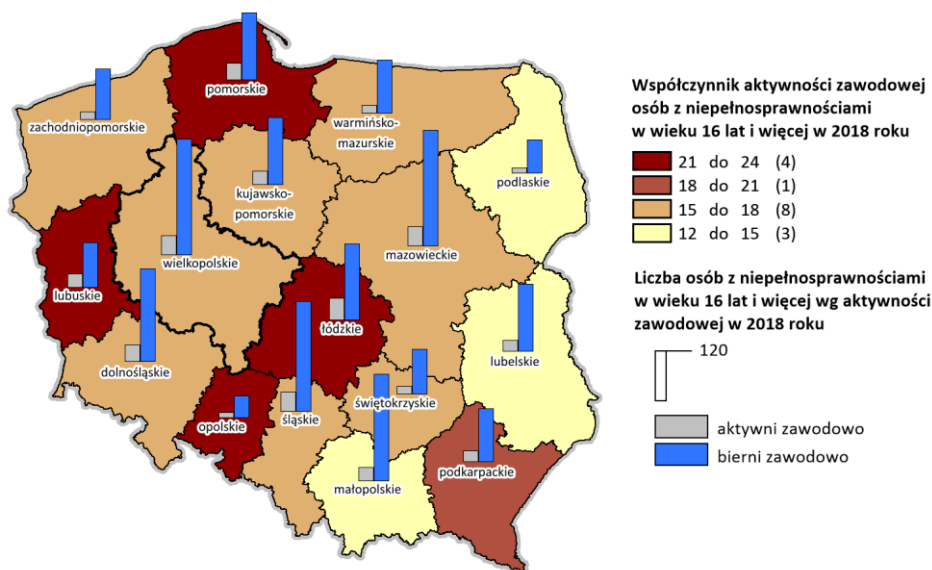 pomorskie
zachodniopomorskie
warmińsko-
mazurskie
podlaskie
kujawsko-
pomorskie
mazowieckie
wielkopolskie
lubuskie
łódzkie
lubelskie
dolnośląskie
świętokrzyskie
śląskie
opolskie
podkarpackie
małopolskie
Współczynnik aktywności zawodowej
osób z niepełnosprawnościami
w wieku 16 lat i więcej w 2018 roku
21 do 24 (4)
18 do 21 (1)
15 do 18 (8)
12 do 15 (3)
Liczba osób z niepełnosprawnościami
w wieku 16 lat i więcej wg aktywności
zawodowej w 2018 roku
120
aktywni zawodowo
bierni zawodowo